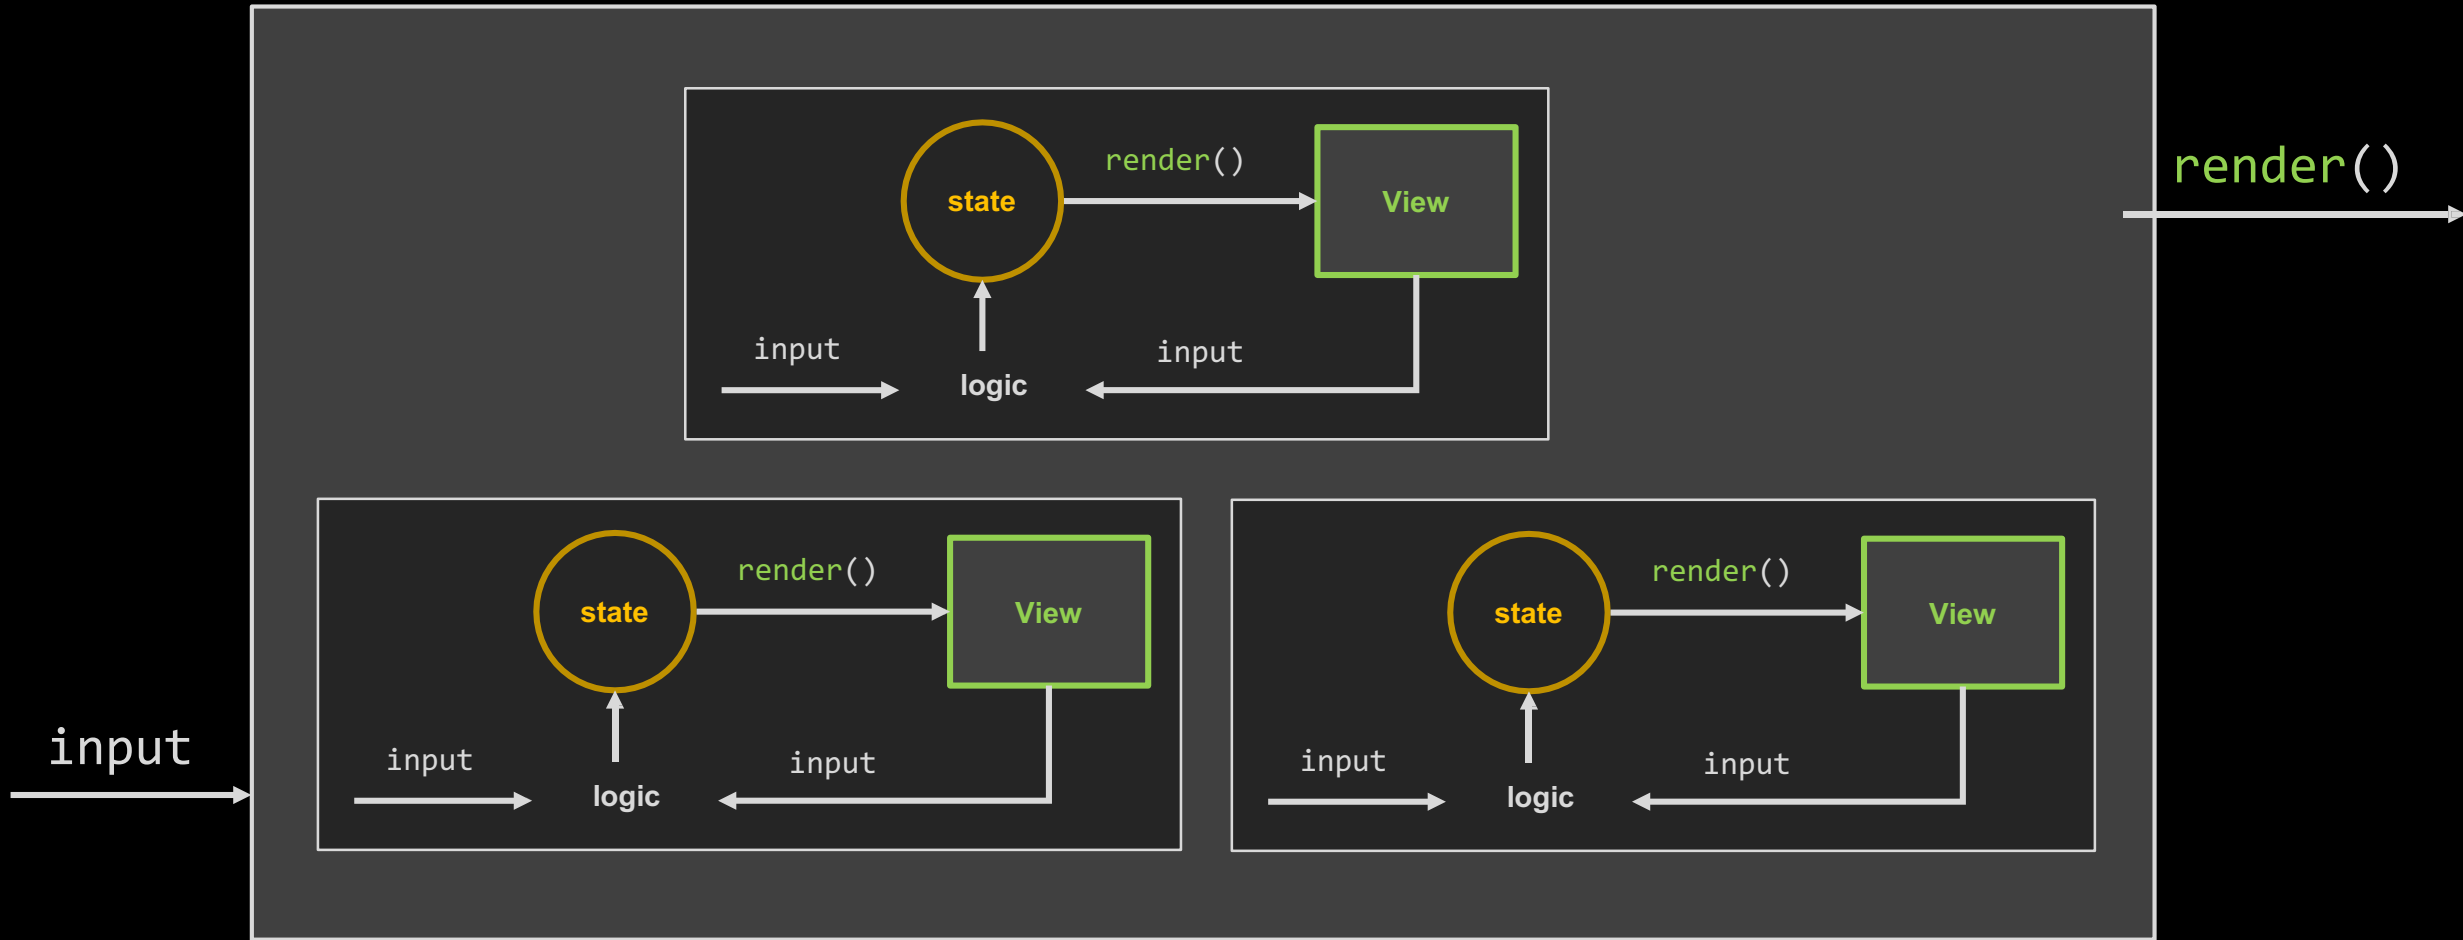 render()
render()
state
View
input
input
logic
render()
state
View
input
input
logic
render()
state
View
input
input
logic
input